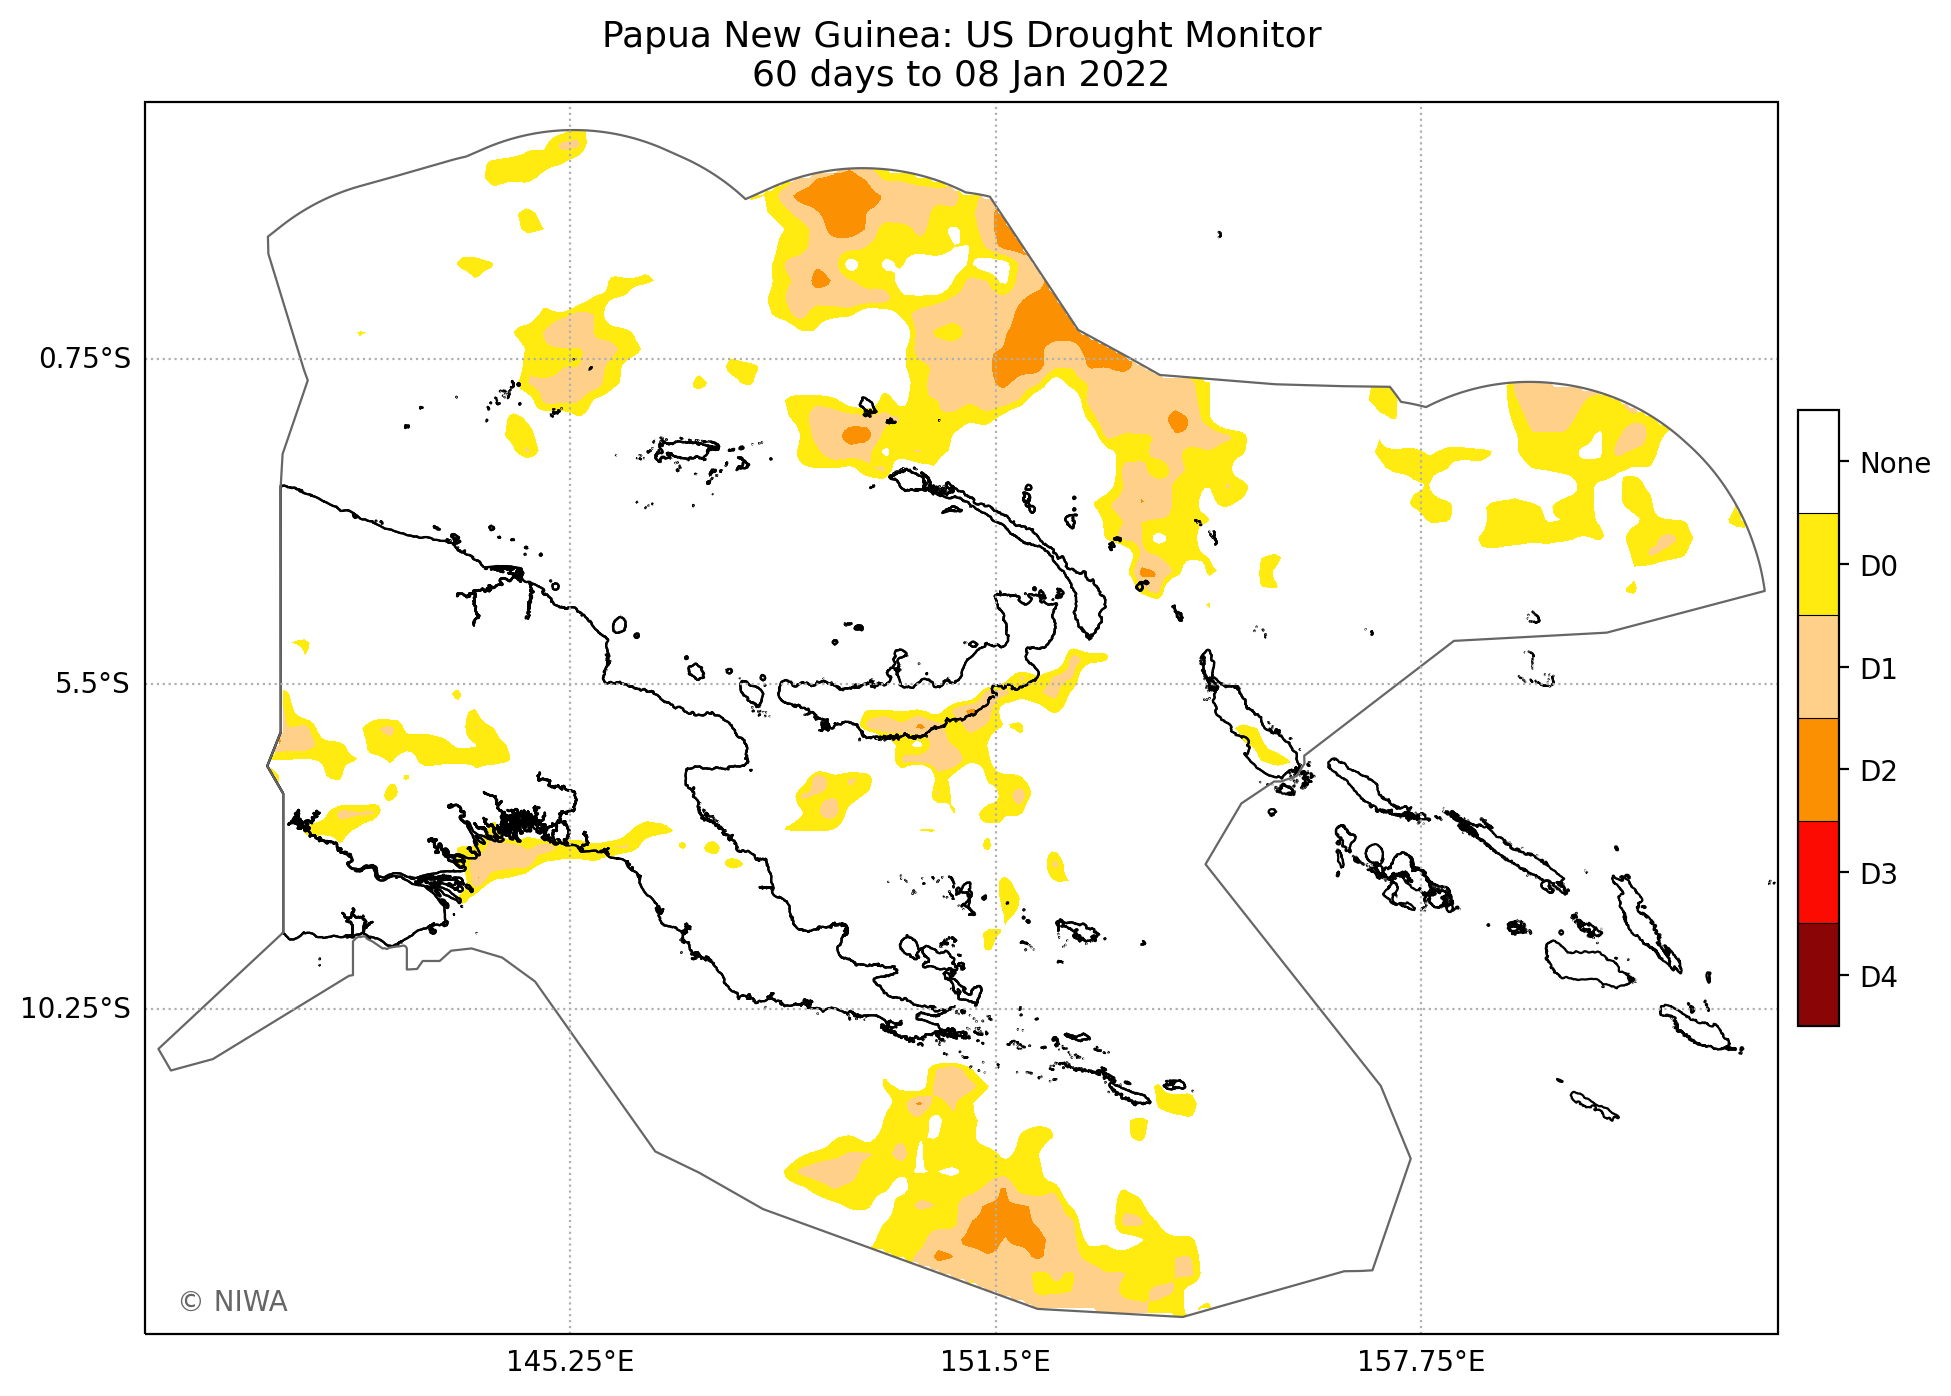 Papua New Guinea: US Drought Monitor
60 days to 08 Jan 2022
0.75°S
5.5°S
10.25°S
145.25°E
151.5°E
157.75°E
None
D0
D1
D2
D3
D4
© NIWA